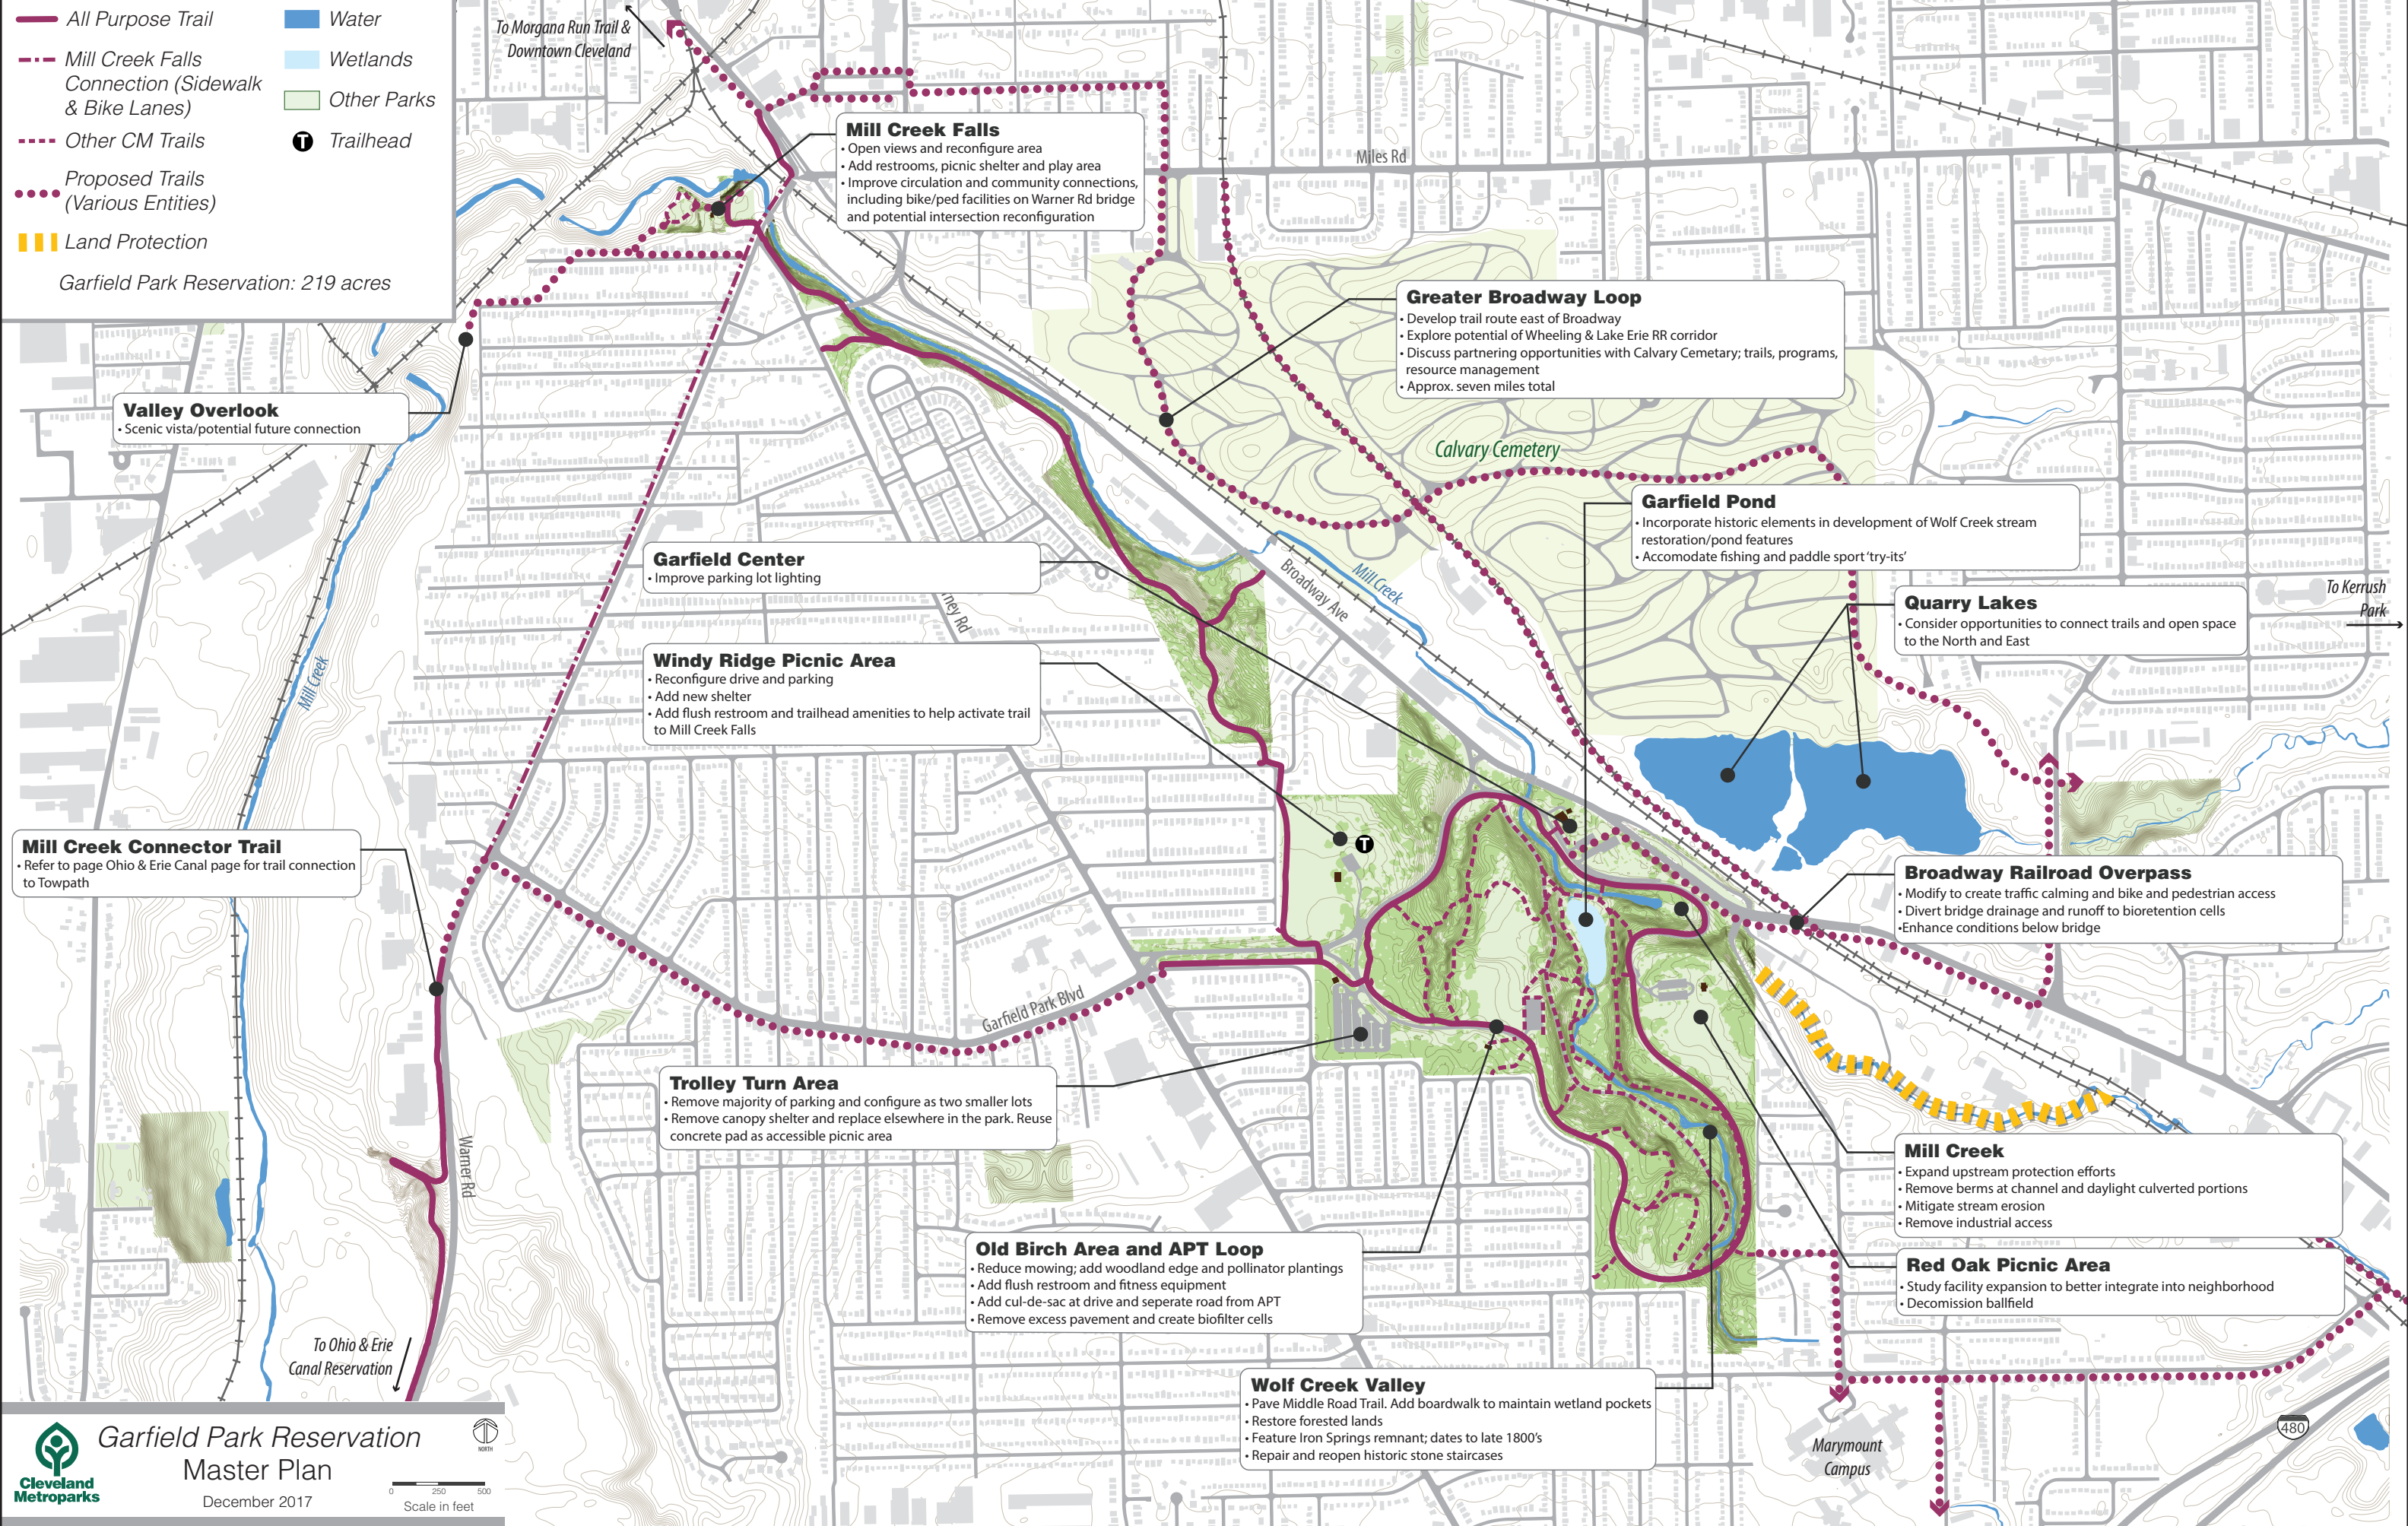 All Purpose Trail
Mill Creek Falls
Connection (Sidewalk
& Bike Lanes)
Other CM Trails
Proposed Trails
(Various Entities)
Land Protection
Water
Wetlands
Other Parks
T Trailhead
Garfield Park Reservation: 219 acres
To Morgana Run Trail &
Downtown Cleveland
Mill Creek Falls
• Open views and reconfigure area
• Add restrooms, picnic shelter and play area
• Improve circulation and community connections,
including bike/ped facilities on Warner Rd bridge
and potential intersection reconfiguration
Miles Rd
Greater Broadway Loop
• Develop trail route east of Broadway
• Explore potential of Wheeling & Lake Erie RR corridor
• Discuss partnering opportunities with Calvary Cemetary; trails, programs,
resource management
• Approx. seven miles total
Valley Overlook
• Scenic vista/potential future connection
Calvary Cemetery
Garfield Pond
• Incorporate historic elements in development of Wolf Creek stream
restoration/pond features
• Accomodate fishing and paddle sport 'try-its'
Garfield Center
• Improve parking lot lighting
Broadway Ave
Mill Creek
To Kerrush
Park
Quarry Lakes
• Consider opportunities to connect trails and open space
to the North and East
rney Rd
Windy Ridge Picnic Area
• Reconfigure drive and parking
• Add new shelter
• Add flush restroom and trailhead amenities to help activate trail
to Mill Creek Falls
Mill Creek
T
Mill Creek Connector Trail
• Refer to page Ohio & Erie Canal page for trail connection
to Towpath
Broadway Railroad Overpass
• Modify to create traffic calming and bike and pedestrian access
• Divert bridge drainage and runoff to bioretention cells
•Enhance conditions below bridge
Garfield Park Blvd
Trolley Turn Area
• Remove majority of parking and configure as two smaller lots
• Remove canopy shelter and replace elsewhere in the park. Reuse
concrete pad as accessible picnic area
Warner Rd
Mill Creek
• Expand upstream protection efforts
• Remove berms at channel and daylight culverted portions
• Mitigate stream erosion
• Remove industrial access
Old Birch Area and APT Loop
• Reduce mowing; add woodland edge and pollinator plantings
• Add flush restroom and fitness equipment
• Add cul-de-sac at drive and seperate road from APT
• Remove excess pavement and create biofilter cells
Red Oak Picnic Area
• Study facility expansion to better integrate into neighborhood
• Decomission ballfield
To Ohio & Erie
Canal Reservation
Wolf Creek Valley
• Pave Middle Road Trail. Add boardwalk to maintain wetland pockets
• Restore forested lands
• Feature Iron Springs remnant; dates to late 1800's
• Repair and reopen historic stone staircases
Marymount
Campus
480
Cleveland
Metroparks
Garfield Park Reservation
Master Plan
December 2017
NORTH
0 250 500
Scale in feet